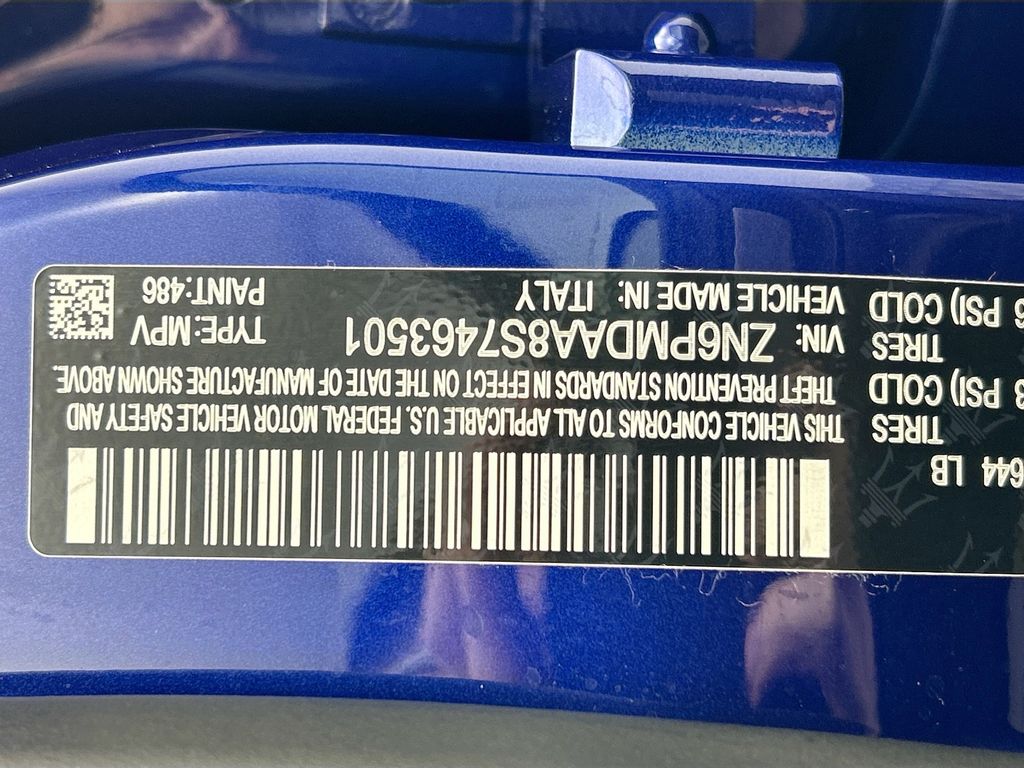 644 LB
TIRES
PSI) COLD
TIRES
PSI) COLD
THIS VEHICLE CONFORMS TO ALL APPLICABLE U.S. FEDERAL MOTOR VEHICLE SAFETY AND
THEFT PREVENTION STANDARDS IN EFFECT ON THE DATE OF MANUFACTURE SHOWN ABOVE.
VIN: ZN6PMDAA8S7463501 TYPE:MPV
VEHICLE MADE IN: ITALY PAINT:486